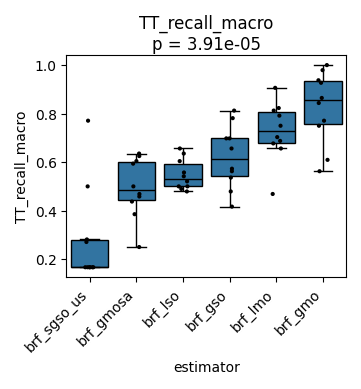 TT_recall_macro
p = 3.91e-05
TT_recall_macro
1.0
0.8
0.6
0.4
0.2
brf_sgso_us
brf_gmosa
brf_lso
brf_gso
brf_lmo
brf_gmo
estimator